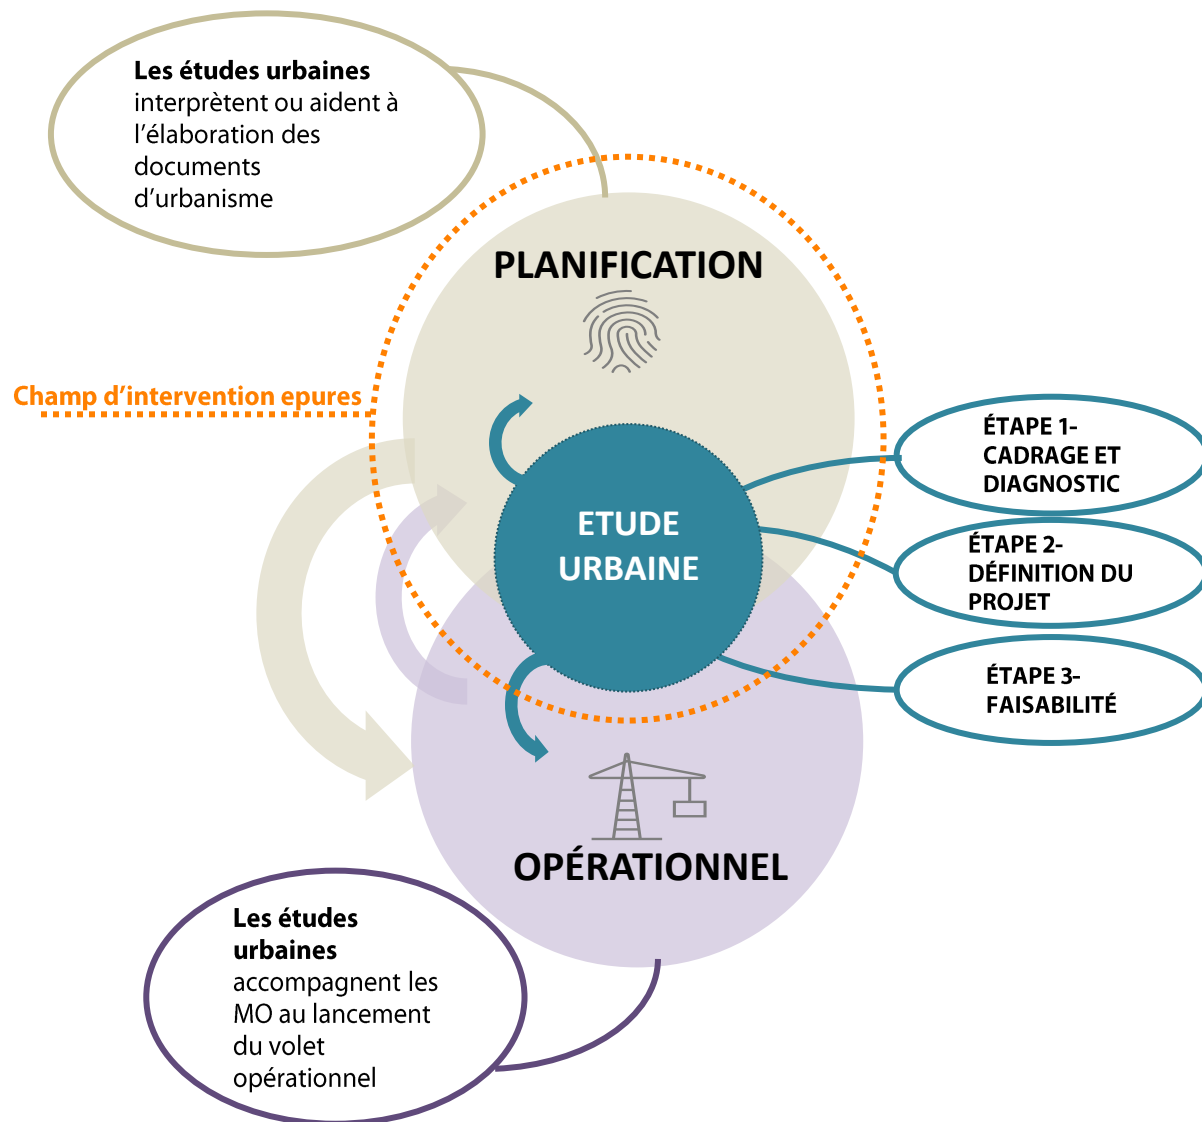 Les études urbaines
interprètent ou aident à
l’élaboration des
documents
d’urbanisme
PLANIFICATION
Champ d’intervention epures
ETUDE
URBAINE
ÉTAPE 1-
CADRAGE ET
DIAGNOSTIC
ÉTAPE 2-
DÉFINITION DU
PROJET
ÉTAPE 3-
FAISABILITÉ
OPÉRATIONNEL
Les études
urbaines
accompagnent les
MO au lancement
du volet
opérationnel